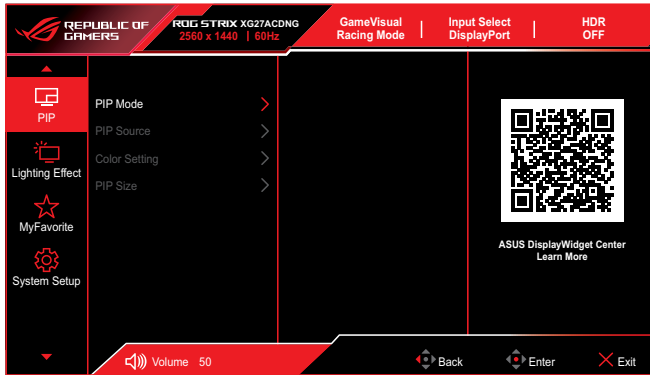 REPUBLIC OF
GAMERS
ROG STRIX XG27ACDNG
2560 x 1440 | 60Hz
GameVisual
Racing Mode
Input Select
DisplayPort
HDR
OFF
PIP
Lighting Effect
MyFavorite
System Setup
PIP Mode
PIP Source
Color Setting
PIP Size
ASUS DisplayWidget Center
Learn More
Volume 50
Back
Enter
Exit